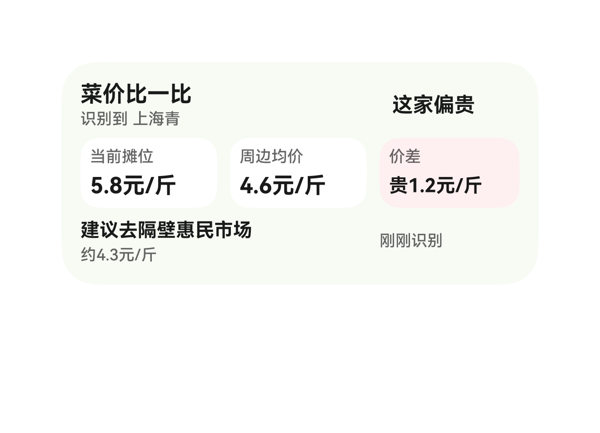 菜价比一比
识别到 上海青
这家偏贵
当前摊位
5.8元/斤
周边均价
4.6元/斤
价差
贵1.2元/斤
建议去隔壁惠民市场
约4.3元/斤
刚刚识别